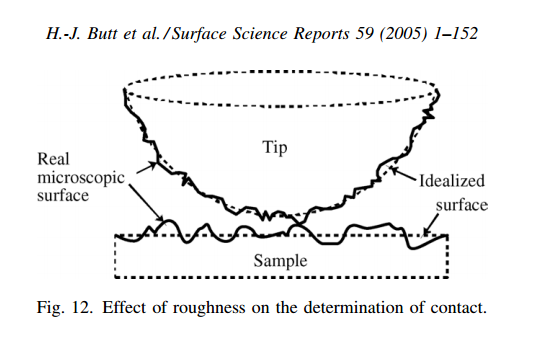 H.-J. Butt et al. / Surface Science Reports 59 (2005) 1–152
Tip
Real
microscopic
surface
Idealized
surface
Sample
Fig. 12. Effect of roughness on the determination of contact.